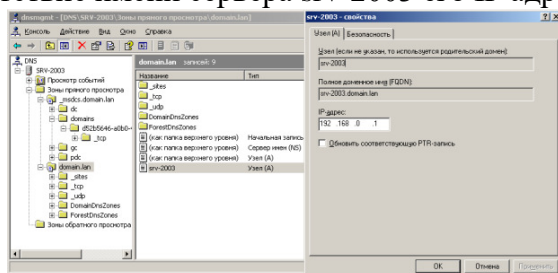 dnsmgmt - [DNS\SRV-2003\Зоны прямого просмотра\domain.lan]
Консоль Действие Вид Окно Справка
DNS
SRV-2003
Просмотр событий
Зоны прямого просмотра
_msdcs.domain.lan
dc
domains
_tcp
gc
pdc
domain.lan
_sites
_tcp
_udp
DomainDnsZones
ForestDnsZones
Зоны обратного просмотра
domain.lan записей: 9
Название Тип
_sites
_tcp
_udp
DomainDnsZones
ForestDnsZones
(как папка верхнего уровня) Начальная запись
(как папка верхнего уровня) Сервер имен (NS)
(как папка верхнего уровня) Узел (A)
srv-2003 Узел (A)
srv-2003 - свойства
Узел (A) Безопасность
Узел (если не указан, то используется родительский домен):
srv-2003
Полное доменное имя (FQDN):
srv-2003.domain.lan
IP-адрес:
192 .168 .0 .1
Обновить соответствующую PTR-запись
OK Отмена Применить